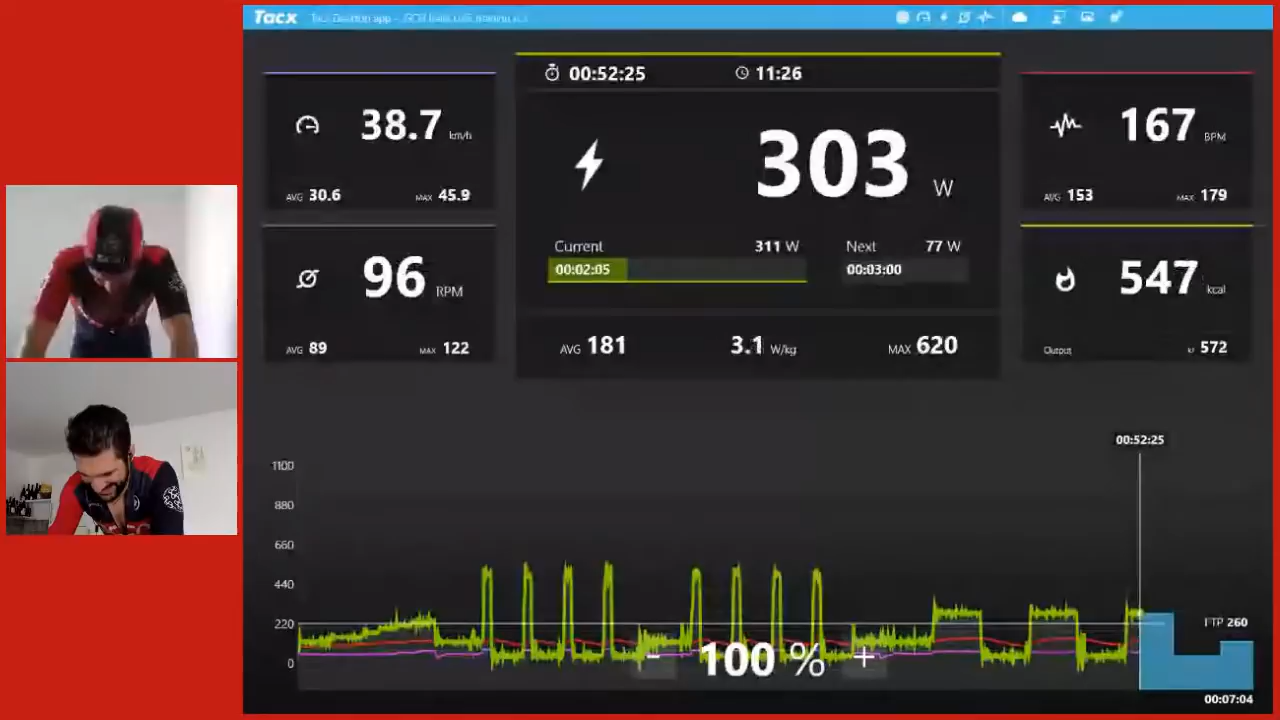 Tacx
00:52:25
11:26
38.7 km/h
AVG 30.6
MAX 45.9
303 W
167 BPM
AVG 153
MAX 179
Current 311 W
00:02:05
Next 77 W
00:03:00
96 RPM
AVG 89
MAX 122
AVG 181
3.1 W/kg
MAX 620
547 kcal
Output
572
00:52:25
1100
880
660
440
220
0
FTP 260
- 100 % +
00:07:04